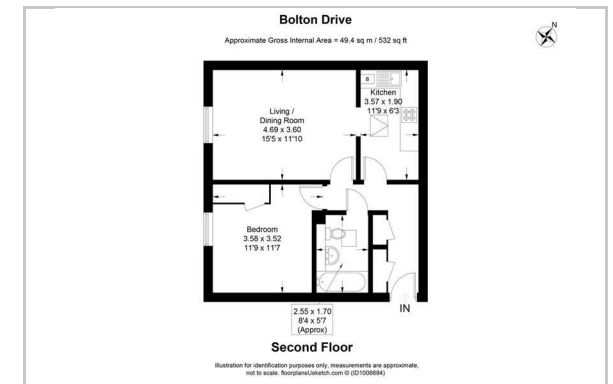 Bolton Drive
Approximate Gross Internal Area = 49.4 sq m / 532 sq ft
N
B
Kitchen
3.57 x 1.90
11'9 x 6'3
Living /
Dining Room
4.69 x 3.60
15'5 x 11'10
Bedroom
3.58 x 3.52
11'9 x 11'7
2.55 x 1.70
8'4 x 5'7
(Approx)
IN
Second Floor
Illustration for identification purposes only, measurements are approximate,
not to scale. floorplansUsketch.com © (ID1006684)